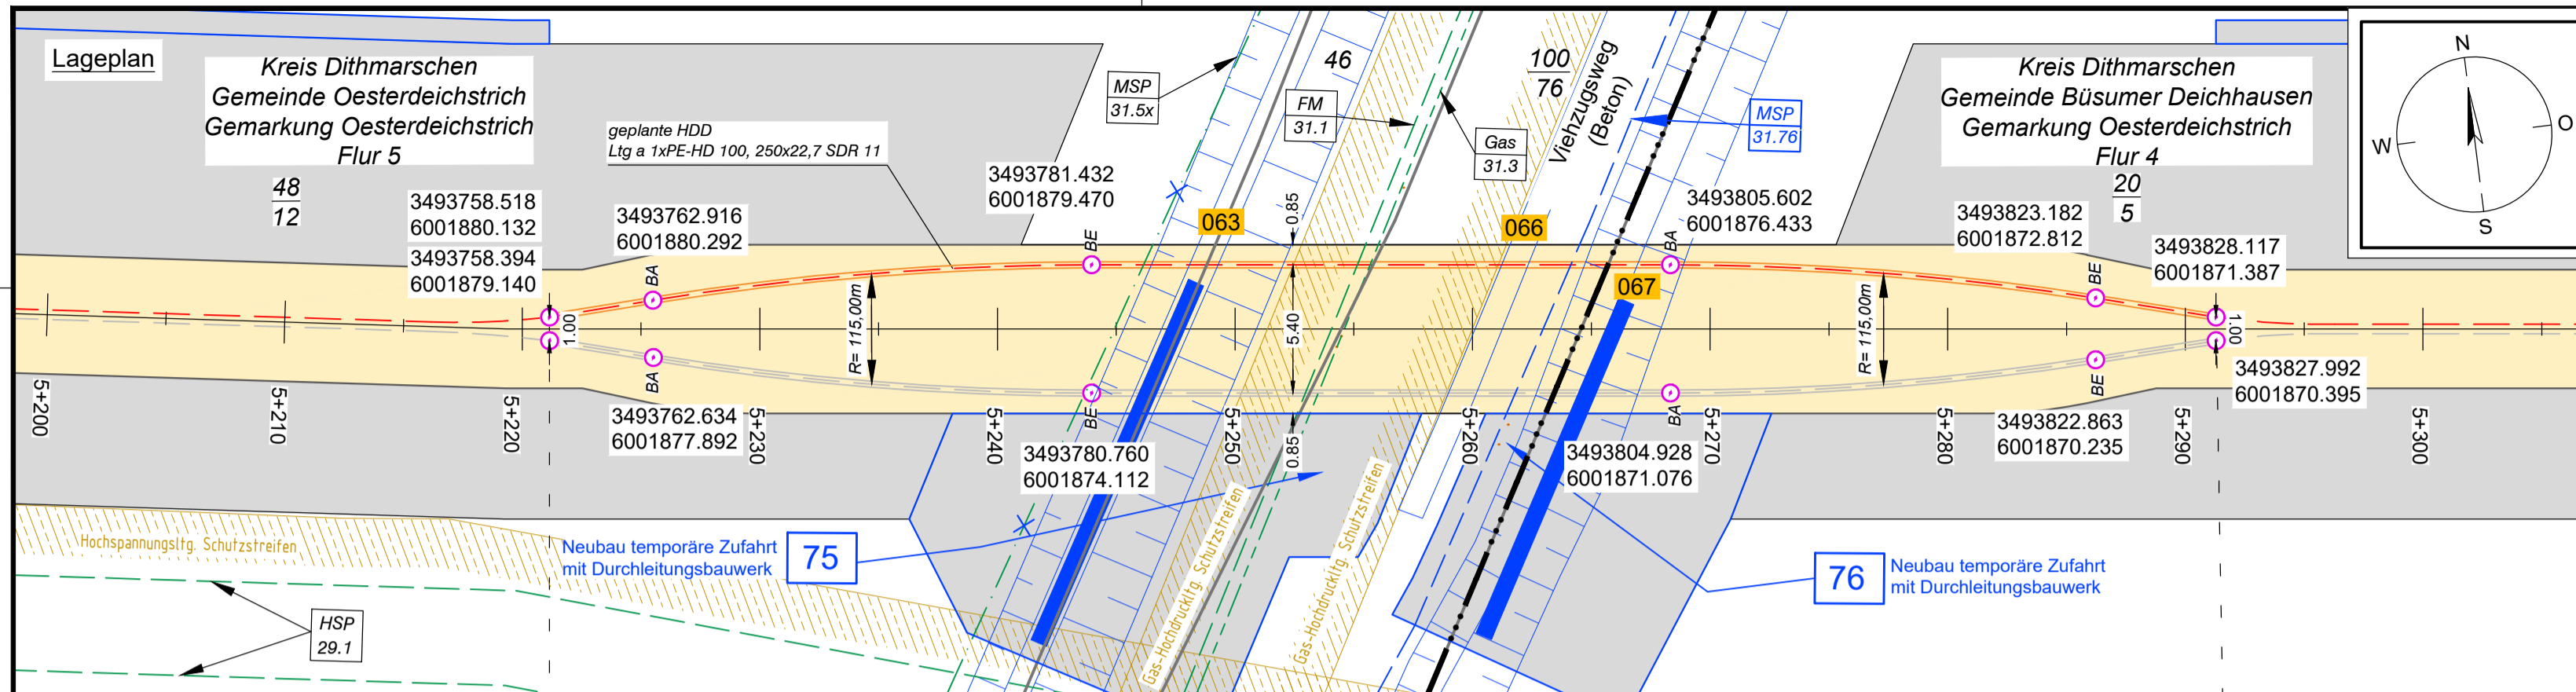 Lageplan
Kreis Dithmarschen
Gemeinde Oesterdeichstrich
Gemarkung Oesterdeichstrich
Flur 5
48
12
geplante HDD
Ltg a 1xPE-HD 100, 250x22,7 SDR 11
MSP
31.5x
46
FM
31.1
Gas
31.3
100
76
Viehzugsweg
(Beton)
MSP
31.76
Kreis Dithmarschen
Gemeinde Büsumer Deichhausen
Gemarkung Oesterdeichstrich
Flur 4
20
5
N
O
S
W
3493758.518
6001880.132
3493758.394
6001879.140
3493762.916
6001880.292
3493781.432
6001879.470
063
066
067
3493805.602
6001876.433
3493823.182
6001872.812
3493828.117
6001871.387
BA
BE
BA
BE
0.85
1.00
R= 115,00m
5.40
R= 115,00m
1.00
BA
BE
BA
BE
0.85
3493762.634
6001877.892
3493780.760
6001874.112
3493804.928
6001871.076
3493822.863
6001870.235
3493827.992
6001870.395
5+200
5+210
5+220
5+230
5+240
5+250
5+260
5+270
5+280
5+290
5+300
Hochspannungsltg. Schutzstreifen
Gas-Hochdruckltg. Schutzstreifen
Gas-Hochdruckltg. Schutzstreifen
Neubau temporäre Zufahrt
mit Durchleitungsbauwerk
75
76
Neubau temporäre Zufahrt
mit Durchleitungsbauwerk
HSP
29.1